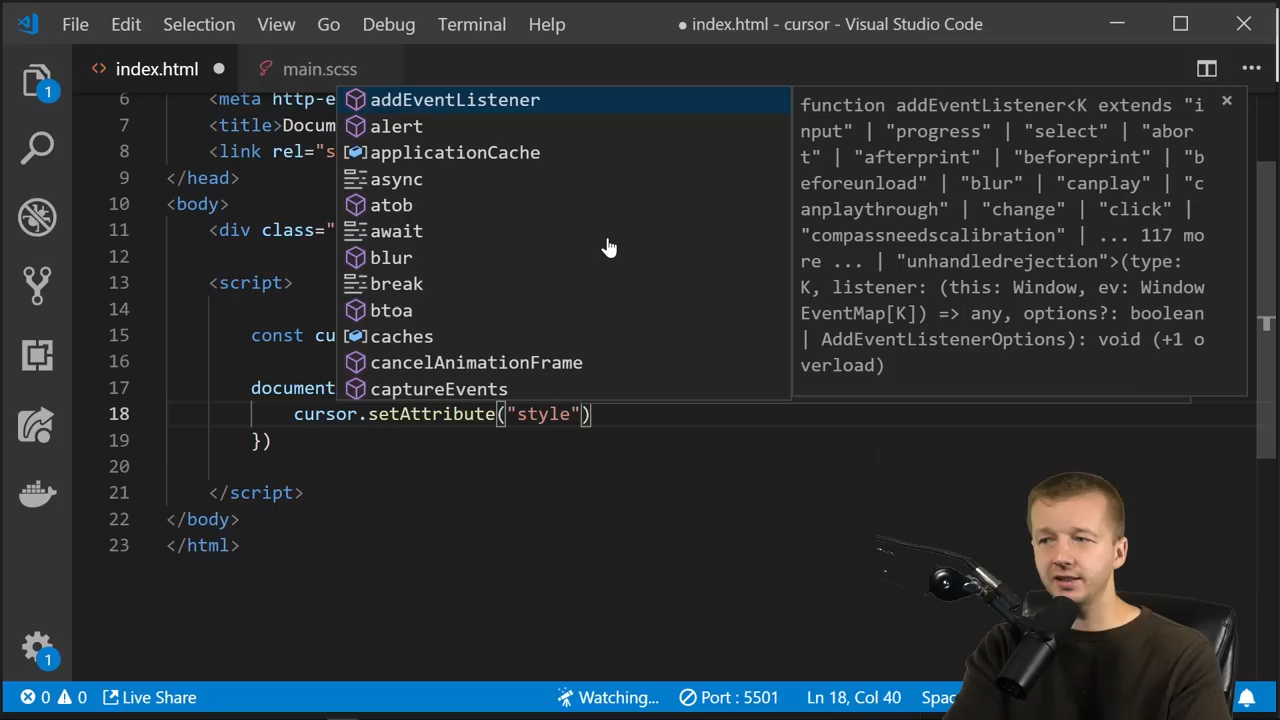 File Edit Selection View Go Debug Terminal Help ● index.html - cursor - Visual Studio Code
index.html ● main.scss
1
6 <meta http-e
7 <title>Docum
8 <link rel="s
9 </head>
10 <body>
11 <div class="
12
13 <script>
14
15 const cu
16
17 document
18 cursor.setAttribute("style")
19 })
20
21 </script>
22 </body>
23 </html>
addEventListener
alert
applicationCache
async
atob
await
blur
break
btoa
caches
cancelAnimationFrame
captureEvents
function addEventListener<K extends "i
nput" | "progress" | "select" | "abor
t" | "afterprint" | "beforeprint" | "b
eforeunload" | "blur" | "canplay" | "c
anplaythrough" | "change" | "click" |
"compassneedscalibration" | ... 117 mo
re ... | "unhandledrejection">(type:
K, listener: (this: Window, ev: Window
EventMap[K]) => any, options?: boolean
| AddEventListenerOptions): void (+1 o
verload)
1
0 0 Live Share Watching... Port : 5501 Ln 18, Col 40 Spac